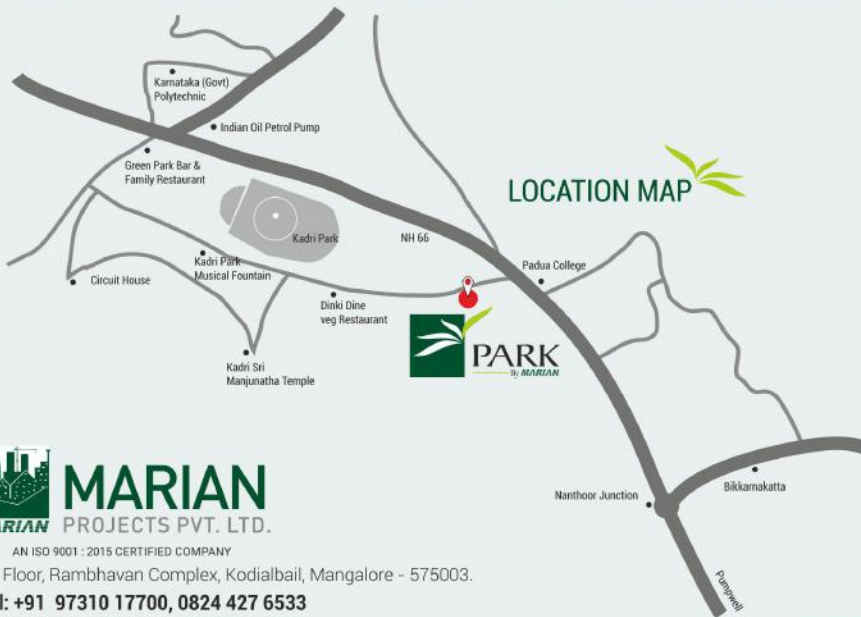 Karnataka (Govt)
Polytechnic
Indian Oil Petrol Pump
Green Park Bar &
Family Restaurant
LOCATION MAP
Kadri Park
NH 66
Padua College
Kadri Park
Musical Fountain
Circuit House
Dinki Dine
veg Restaurant
PARK
By MARIAN
Kadri Sri
Manjunatha Temple
Nanthoor Junction
Bikkarnakatta
Pumpwell
MARIAN
PROJECTS PVT. LTD.
AN ISO 9001 : 2015 CERTIFIED COMPANY
Floor, Rambhavan Complex, Kodialbail, Mangalore - 575003.
: +91 97310 17700, 0824 427 6533